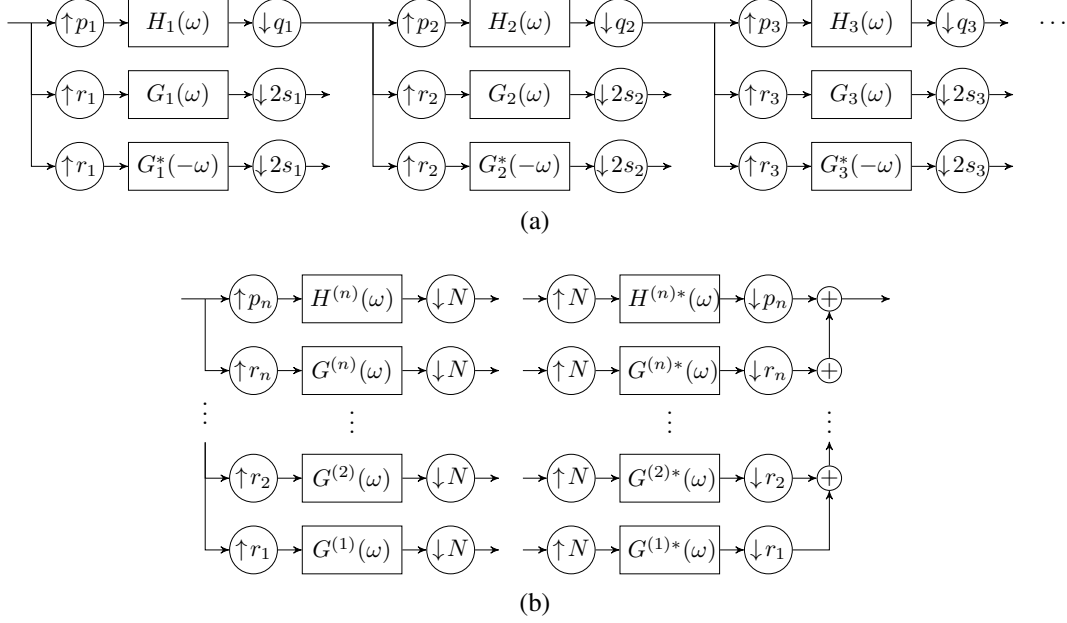 ↑p₁ H₁(ω) ↓q₁ ↑p₂ H₂(ω) ↓q₂ ↑p₃ H₃(ω) ↓q₃ ⋯
↑r₁ G₁(ω) ↓2s₁ ↑r₂ G₂(ω) ↓2s₂ ↑r₃ G₃(ω) ↓2s₃
↑r₁ G₁*(−ω) ↓2s₁ ↑r₂ G₂*(−ω) ↓2s₂ ↑r₃ G₃*(−ω) ↓2s₃
(a)
↑pₙ H⁽ⁿ⁾(ω) ↓N ↑N H⁽ⁿ⁾*(ω) ↓pₙ +
↑rₙ G⁽ⁿ⁾(ω) ↓N ↑N G⁽ⁿ⁾*(ω) ↓rₙ +
⋮ ⋮ ⋮ ⋮
↑r₂ G⁽²⁾(ω) ↓N ↑N G⁽²⁾*(ω) ↓r₂ +
↑r₁ G⁽¹⁾(ω) ↓N ↑N G⁽¹⁾*(ω) ↓r₁
(b)